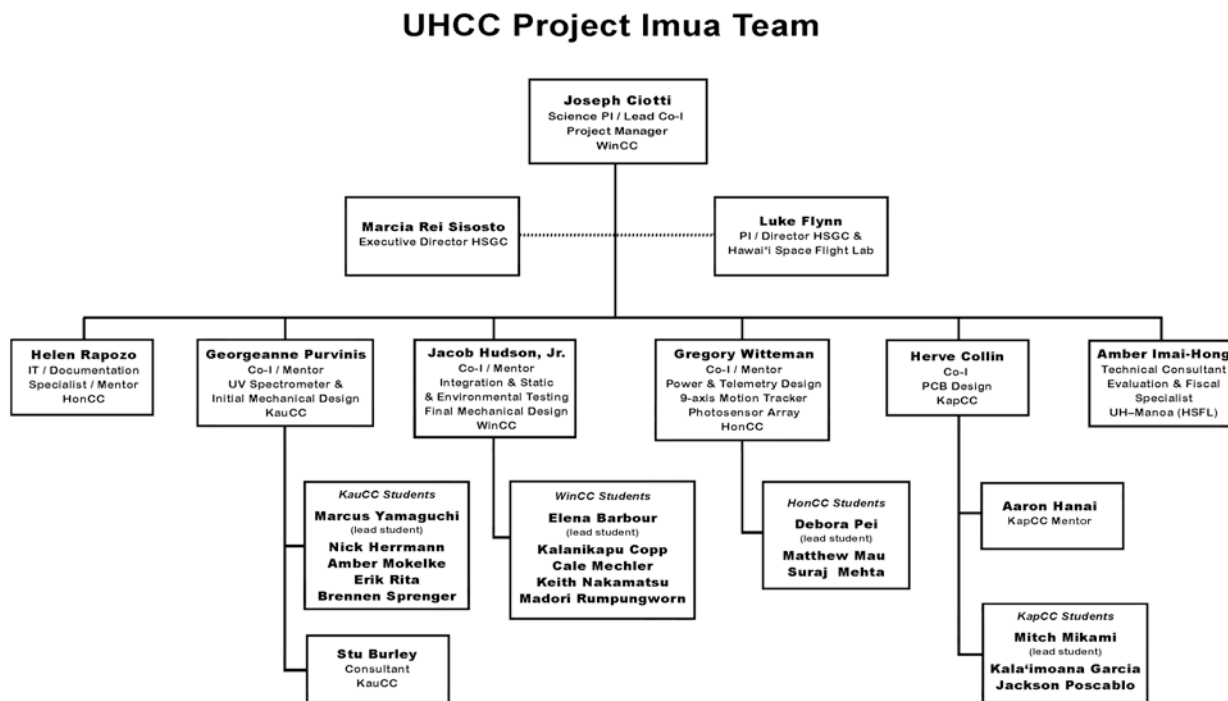 UHCC Project Imua Team
Joseph Ciotti
Science PI / Lead Co-I
Project Manager
WinCC
Marcia Rei Sisosto
Executive Director HSGC
Luke Flynn
PI / Director HSGC &
Hawai‘i Space Flight Lab
Helen Rapozo
IT / Documentation
Specialist / Mentor
HonCC
Georgeanne Purvinis
Co-I / Mentor
UV Spectrometer &
Initial Mechanical Design
KauCC
Jacob Hudson, Jr.
Co-I / Mentor
Integration & Static
& Environmental Testing
Final Mechanical Design
WinCC
Gregory Witteman
Co-I / Mentor
Power & Telemetry Design
9-axis Motion Tracker
Photosensor Array
HonCC
Herve Collin
Co-I
PCB Design
KapCC
Amber Imai-Hong
Technical Consultant
Evaluation & Fiscal
Specialist
UH–Manoa (HSFL)
KauCC Students
Marcus Yamaguchi
(lead student)
Nick Herrmann
Amber Mokelke
Erik Rita
Brennen Sprenger
WinCC Students
Elena Barbour
(lead student)
Kalanikapu Copp
Cale Mechler
Keith Nakamatsu
Madori Rumpungworn
HonCC Students
Debora Pei
(lead student)
Matthew Mau
Suraj Mehta
Aaron Hanai
KapCC Mentor
Stu Burley
Consultant
KauCC
KapCC Students
Mitch Mikami
(lead student)
Kala‘imoana Garcia
Jackson Poscablo